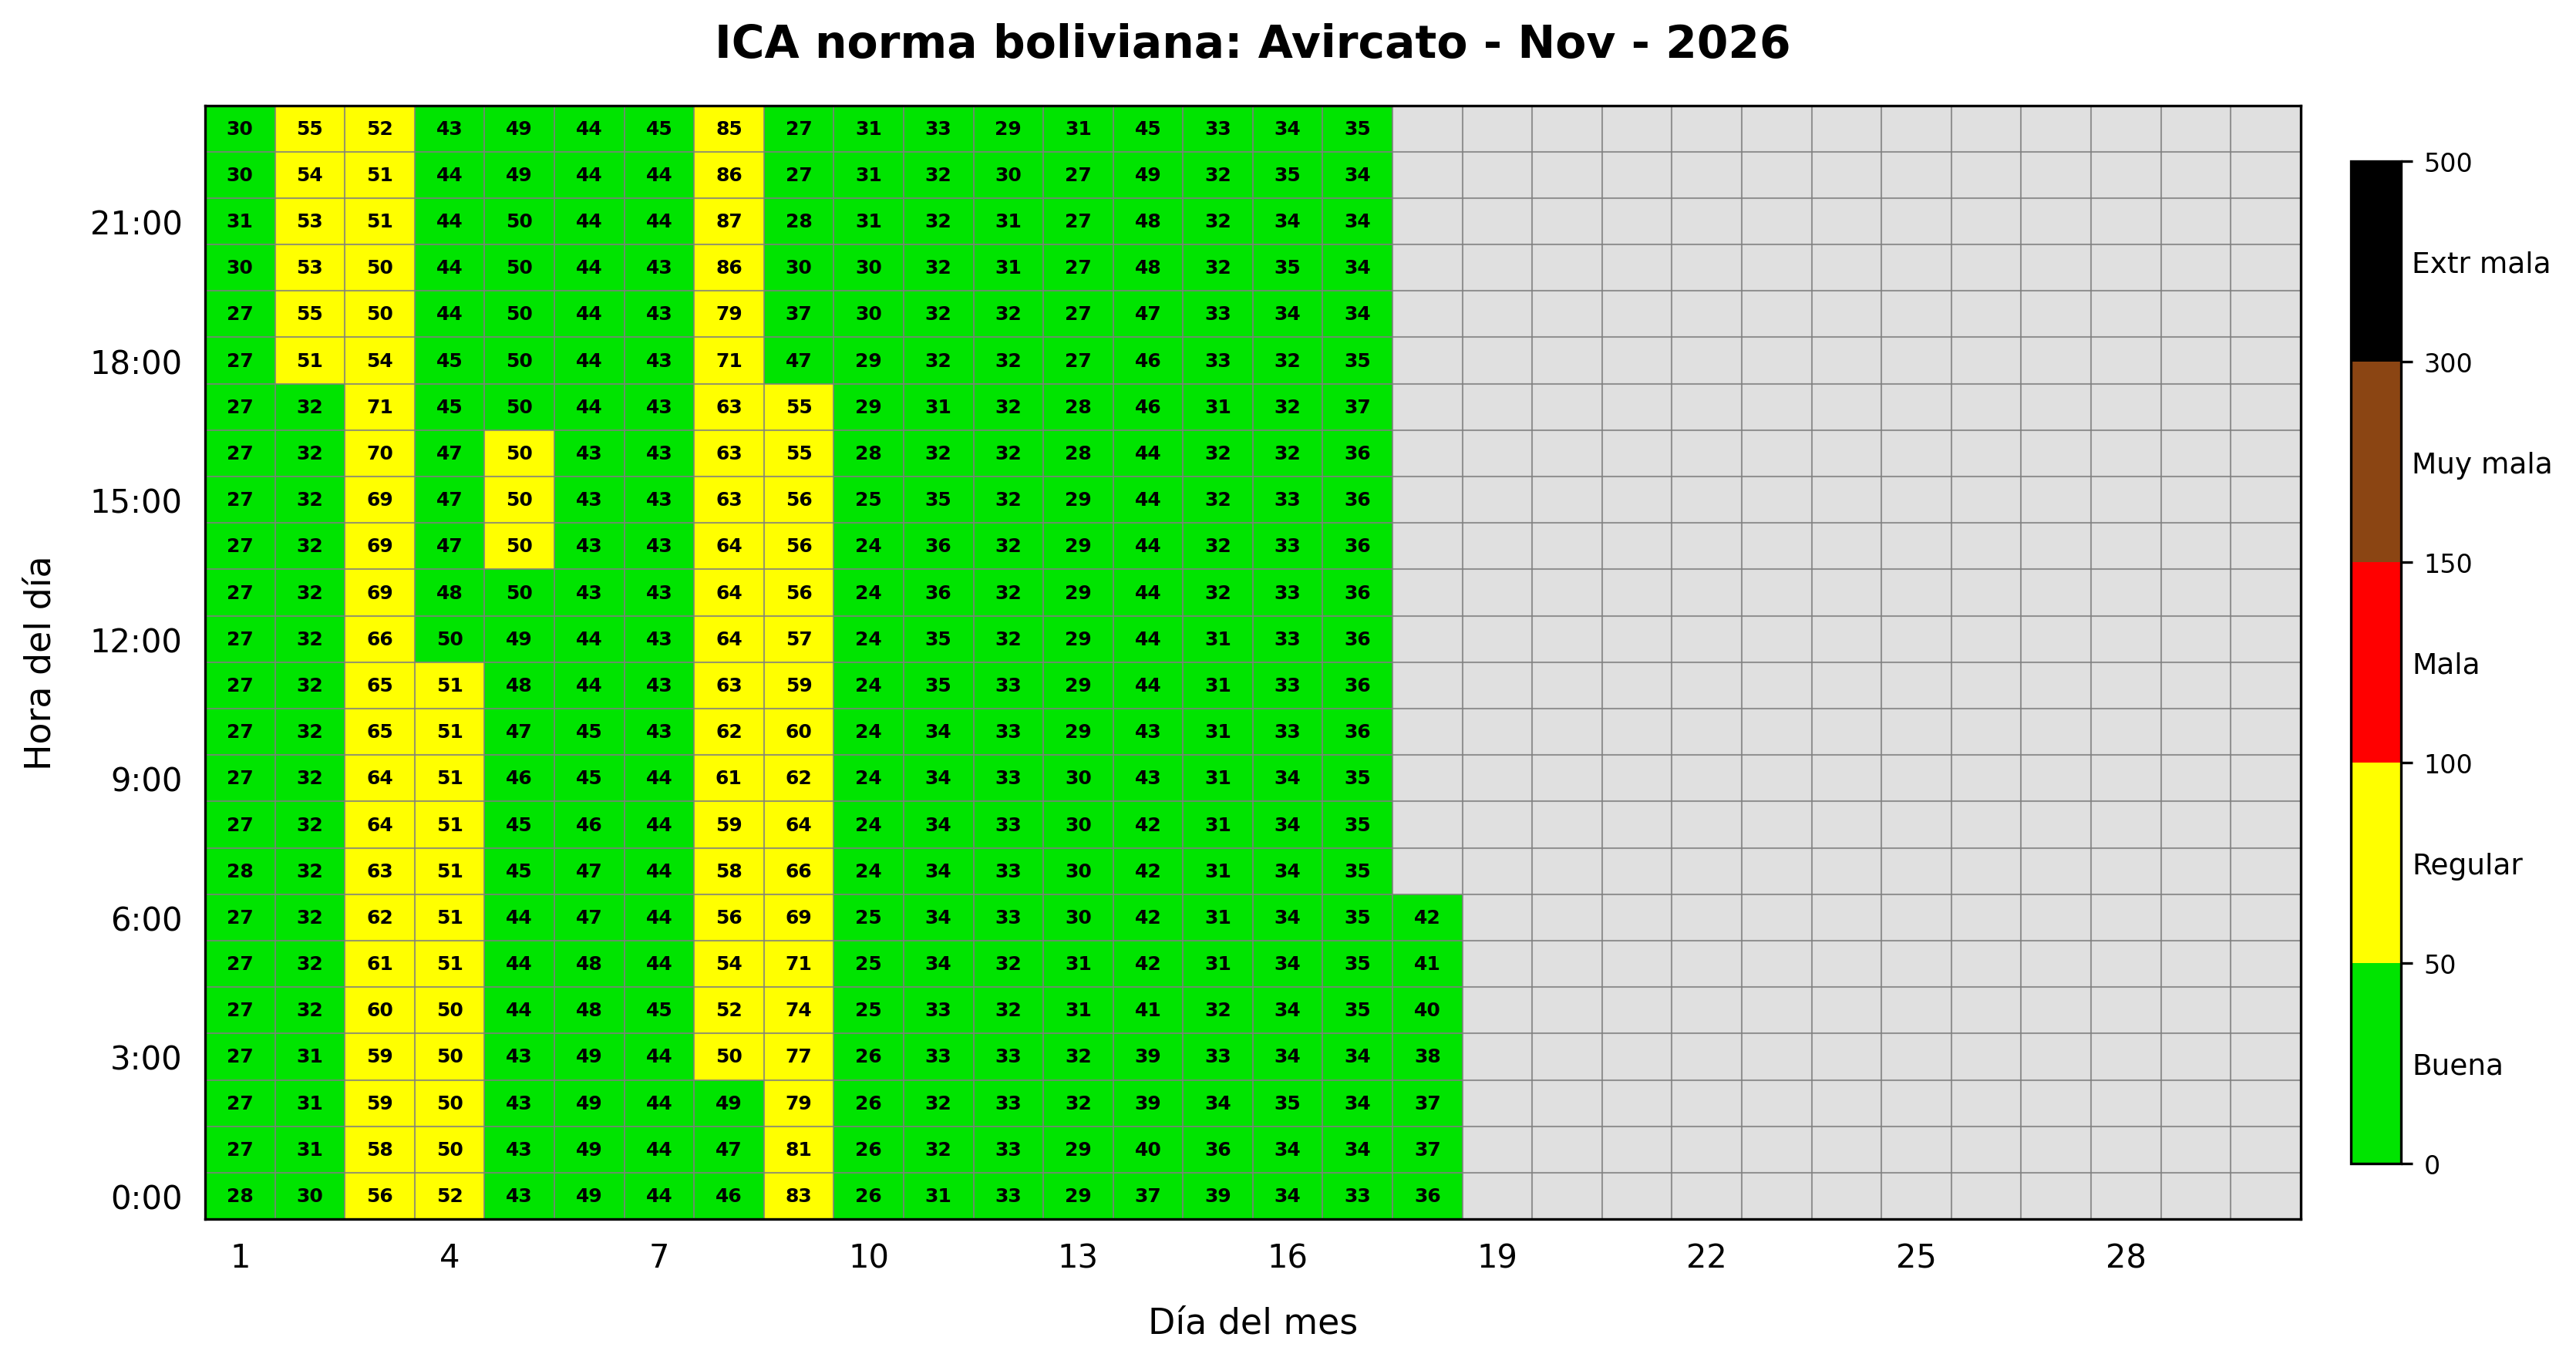 ICA norma boliviana: Avircato - Nov - 2026
30 55 52 43 49 44 45 85 27 31 33 29 31 45 33 34 35
30 54 51 44 49 44 44 86 27 31 32 30 27 49 32 35 34
21:00 31 53 51 44 50 44 44 87 28 31 32 31 27 48 32 34 34
30 53 50 44 50 44 43 86 30 30 32 31 27 48 32 35 34
27 55 50 44 50 44 43 79 37 30 32 32 27 47 33 34 34
18:00 27 51 54 45 50 44 43 71 47 29 32 32 27 46 33 32 35
27 32 71 45 50 44 43 63 55 29 31 32 28 46 31 32 37
27 32 70 47 50 43 43 63 55 28 32 32 28 44 32 32 36
15:00 27 32 69 47 50 43 43 63 56 25 35 32 29 44 32 33 36
27 32 69 47 50 43 43 64 56 24 36 32 29 44 32 33 36
27 32 69 48 50 43 43 64 56 24 36 32 29 44 32 33 36
12:00 27 32 66 50 49 44 43 64 57 24 35 32 29 44 31 33 36
27 32 65 51 48 44 43 63 59 24 35 33 29 44 31 33 36
27 32 65 51 47 45 43 62 60 24 34 33 29 43 31 33 36
9:00 27 32 64 51 46 45 44 61 62 24 34 33 30 43 31 34 35
27 32 64 51 45 46 44 59 64 24 34 33 30 42 31 34 35
28 32 63 51 45 47 44 58 66 24 34 33 30 42 31 34 35
6:00 27 32 62 51 44 47 44 56 69 25 34 33 30 42 31 34 35 42
27 32 61 51 44 48 44 54 71 25 34 32 31 42 31 34 35 41
27 32 60 50 44 48 45 52 74 25 33 32 31 41 32 34 35 40
3:00 27 31 59 50 43 49 44 50 77 26 33 33 32 39 33 34 34 38
27 31 59 50 43 49 44 49 79 26 32 33 32 39 34 35 34 37
27 31 58 50 43 49 44 47 81 26 32 33 29 40 36 34 34 37
0:00 28 30 56 52 43 49 44 46 83 26 31 33 29 37 39 34 33 36
1 4 7 10 13 16 19 22 25 28
Día del mes
Hora del día
500
Extr mala
300
Muy mala
150
Mala
100
Regular
50
Buena
0